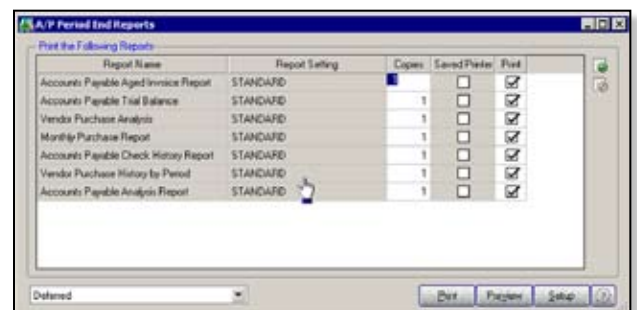 A/P Period End Reports
Print the Following Reports
Report Name Report Setting Copies Saved Printer Print
Accounts Payable Aged Invoice Report STANDARD 1
Accounts Payable Trial Balance STANDARD 1
Vendor Purchase Analysis STANDARD 1
Monthly Purchase Report STANDARD 1
Accounts Payable Check History Report STANDARD 1
Vendor Purchase History by Period STANDARD 1
Accounts Payable Analysis Report STANDARD 1
Deferred Print Preview Setup